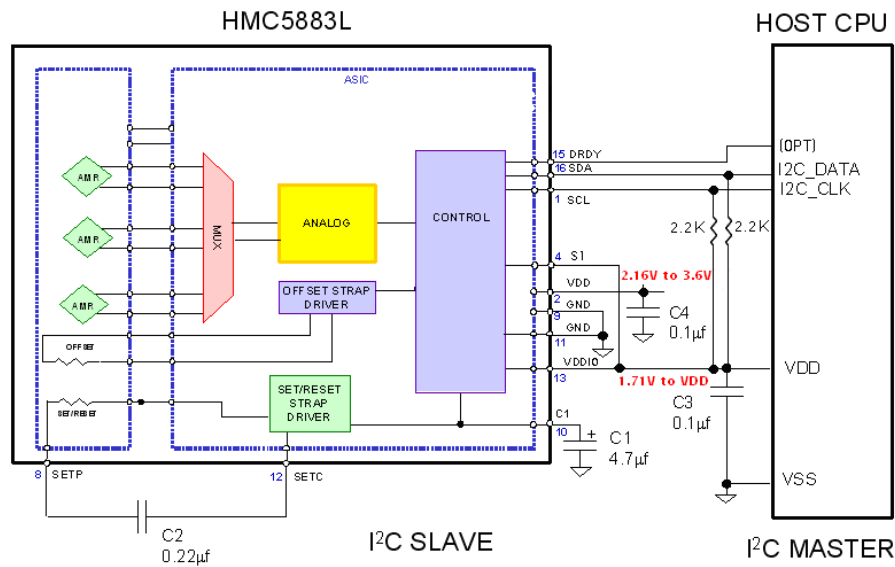 HMC5883L
HOST CPU
ASIC
15 DRDY
(OPT)
16 SDA
I2C_DATA
1 SCL
I2C_CLK
AMR
AMR
AMR
MUX
ANALOG
CONTROL
2.2K
2.2K
4 S1
2.16V to 3.6V
VDD
2
GND
9
C4
0.1µf
OFFSET STRAP
DRIVER
GND
11
OFFSET
VDDIO
13
1.71V to VDD
VDD
C3
0.1µf
SET/RESET
STRAP
DRIVER
SET/RESET
C1
10
+
C1
4.7µf
8 SETP
12 SETC
VSS
C2
0.22µf
I²C SLAVE
I²C MASTER